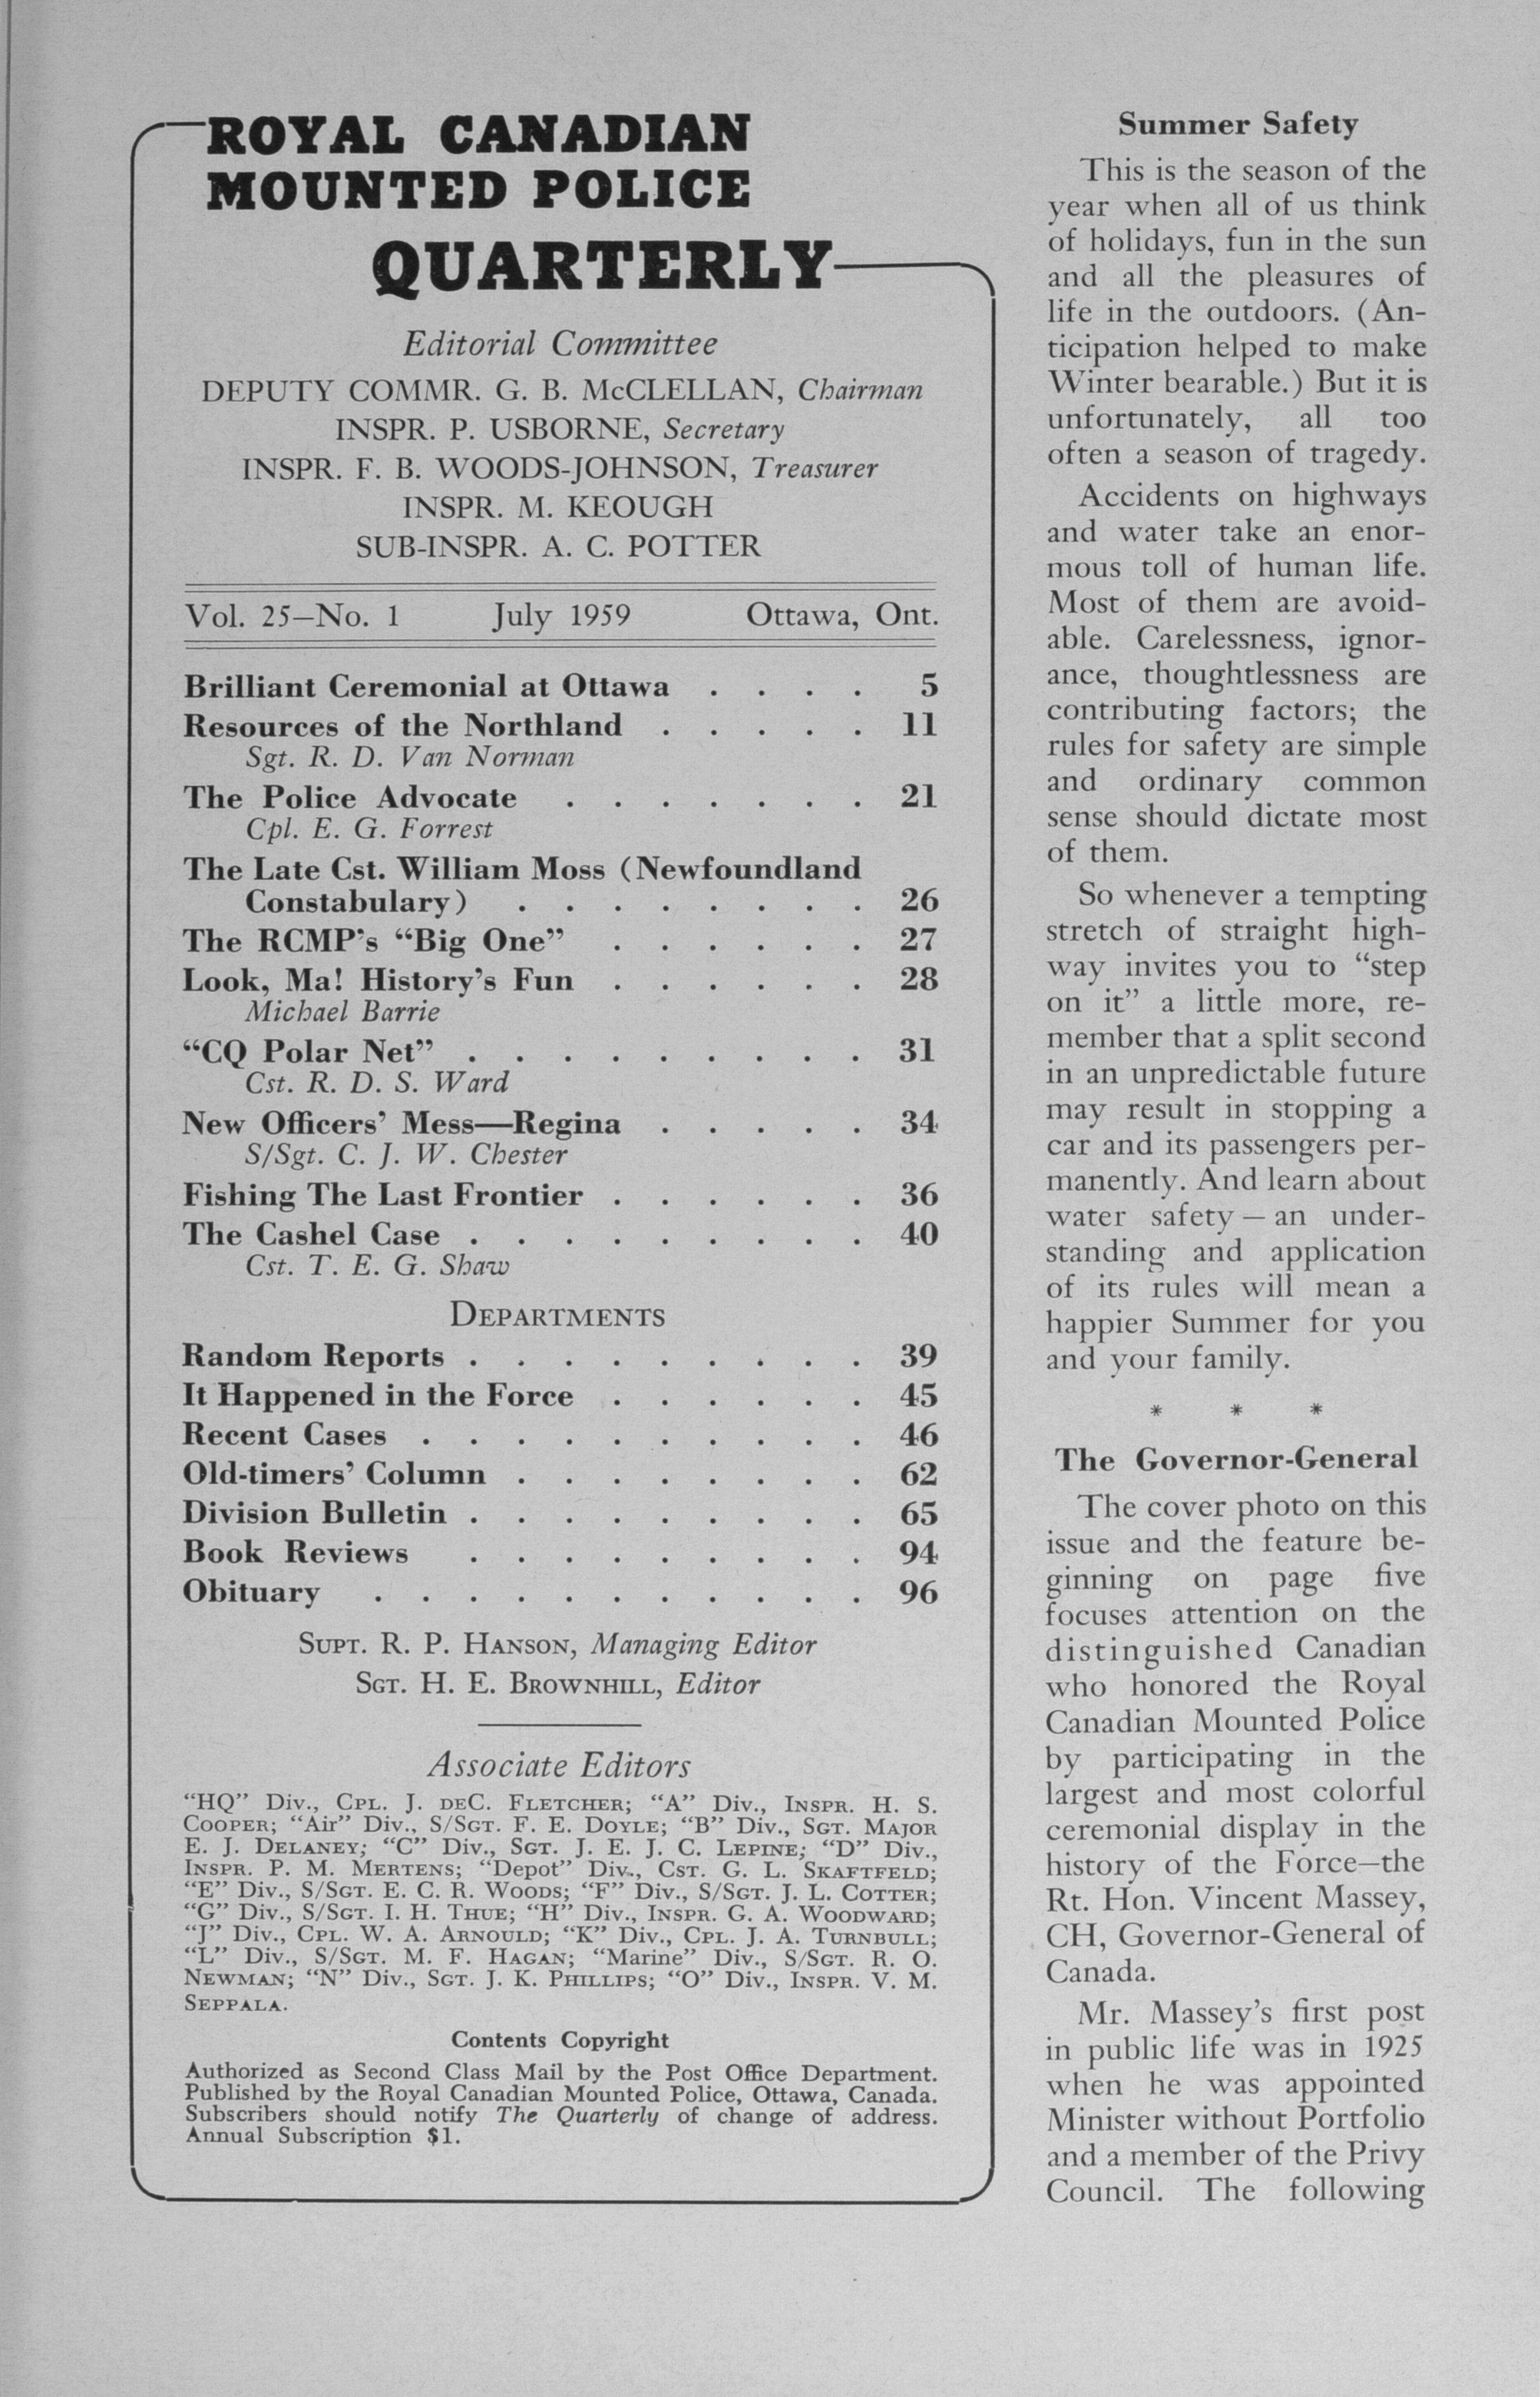 ROYAL CANADIAN
MOUNTED POLICE
QUARTERLY
Editorial Committee
DEPUTY COMMR. G. B. McCLELLAN, Chairman
INSPR. P. USBORNE, Secretary
INSPR. F. B. WOODS-JOHNSON, Treasurer
INSPR. M. KEOUGH
SUB-INSPR. A. C. POTTER
Vol. 25—No. 1 July 1959 Ottawa, Ont.
Brilliant Ceremonial at Ottawa . . . . 5
Resources of the Northland . . . . . 11
Sgt. R. D. Van Norman
The Police Advocate . . . . . . . 21
Cpl. E. G. Forrest
The Late Cst. William Moss (Newfoundland
Constabulary) . . . . . . . . 26
The RCMP's “Big One” . . . . . . 27
Look, Ma! History's Fun . . . . . . 28
Michael Barrie
“CQ Polar Net” . . . . . . . . . 31
Cst. R. D. S. Ward
New Officers' Mess—Regina . . . . . 34
S/Sgt. C. J. W. Chester
Fishing The Last Frontier . . . . . . 36
The Cashel Case . . . . . . . . . 40
Cst. T. E. G. Shaw
DEPARTMENTS
Random Reports . . . . . . . . . 39
It Happened in the Force . . . . . . 45
Recent Cases . . . . . . . . . . 46
Old-timers' Column . . . . . . . . 62
Division Bulletin . . . . . . . . . 65
Book Reviews . . . . . . . . . 94
Obituary . . . . . . . . . . . 96
SUPT. R. P. HANSON, Managing Editor
SGT. H. E. BROWNHILL, Editor
Associate Editors
“HQ” Div., CPL. J. DEC. FLETCHER; “A” Div., INSPR. H. S.
COOPER; “Air” Div., S/SGT. F. E. DOYLE; “B” Div., SGT. MAJOR
E. J. DELANEY; “C” Div., SGT. J. E. J. C. LEPINE; “D” Div.,
INSPR. P. M. MERTENS; “Depot” Div., CST. G. L. SKAFTFELD;
“E” Div., S/SGT. E. C. R. WOODS; “F” Div., S/SGT. J. L. COTTER;
“G” Div., S/SGT. I. H. THUE; “H” Div., INSPR. G. A. WOODWARD;
“J” Div., CPL. W. A. ARNOULD; “K” Div., CPL. J. A. TURNBULL;
“L” Div., S/SGT. M. F. HAGAN; “Marine” Div., S/SGT. R. O.
NEWMAN; “N” Div., SGT. J. K. PHILLIPS; “O” Div., INSPR. V. M.
SEPPALA.
Contents Copyright
Authorized as Second Class Mail by the Post Office Department.
Published by the Royal Canadian Mounted Police, Ottawa, Canada.
Subscribers should notify The Quarterly of change of address.
Annual Subscription $1.
Summer Safety
This is the season of the
year when all of us think
of holidays, fun in the sun
and all the pleasures of
life in the outdoors. (An-
ticipation helped to make
Winter bearable.) But it is
unfortunately, all too
often a season of tragedy.
Accidents on highways
and water take an enor-
mous toll of human life.
Most of them are avoid-
able. Carelessness, ignor-
ance, thoughtlessness are
contributing factors; the
rules for safety are simple
and ordinary common
sense should dictate most
of them.
So whenever a tempting
stretch of straight high-
way invites you to “step
on it” a little more, re-
member that a split second
in an unpredictable future
may result in stopping a
car and its passengers per-
manently. And learn about
water safety — an under-
standing and application
of its rules will mean a
happier Summer for you
and your family.
* * *
The Governor-General
The cover photo on this
issue and the feature be-
ginning on page five
focuses attention on the
distinguished Canadian
who honored the Royal
Canadian Mounted Police
by participating in the
largest and most colorful
ceremonial display in the
history of the Force—the
Rt. Hon. Vincent Massey,
CH, Governor-General of
Canada.
Mr. Massey's first post
in public life was in 1925
when he was appointed
Minister without Portfolio
and a member of the Privy
Council. The following